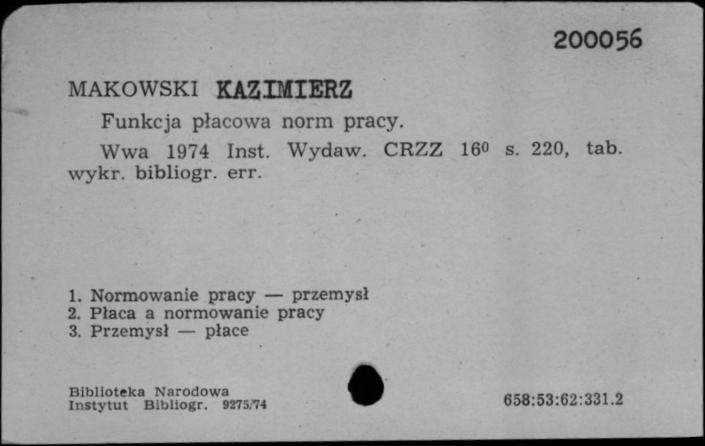 200056
MAKOWSKI KAZIMIERZ
Funkcja płacowa norm pracy.
Wwa 1974 Inst. Wydaw. CRZZ 16⁰ s. 220, tab.
wykr. bibliogr. err.
1. Normowanie pracy — przemysł
2. Płaca a normowanie pracy
3. Przemysł — płace
Biblioteka Narodowa
Instytut Bibliogr. 9275/74
658:53:62:331.2